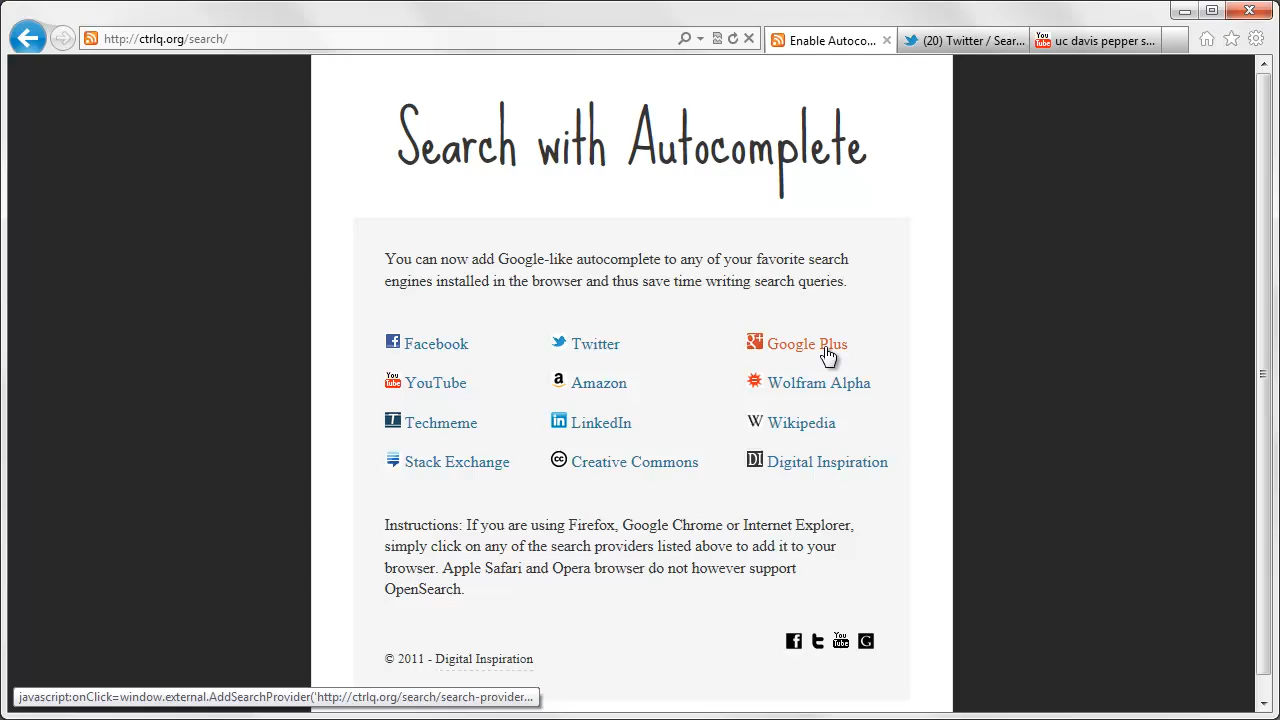 http://ctrlq.org/search/
Enable Autoco...
(20) Twitter / Sear...
You Tube
uc davis pepper s...
Search with Autocomplete
You can now add Google-like autocomplete to any of your favorite search
engines installed in the browser and thus save time writing search queries.
Facebook
Twitter
Google Plus
You Tube YouTube
Amazon
Wolfram Alpha
Techmeme
LinkedIn
Wikipedia
Stack Exchange
Creative Commons
Digital Inspiration
Instructions: If you are using Firefox, Google Chrome or Internet Explorer,
simply click on any of the search providers listed above to add it to your
browser. Apple Safari and Opera browser do not however support
OpenSearch.
© 2011 - Digital Inspiration
javascript:onClick=window.external.AddSearchProvider('http://ctrlq.org/search/search-provider...